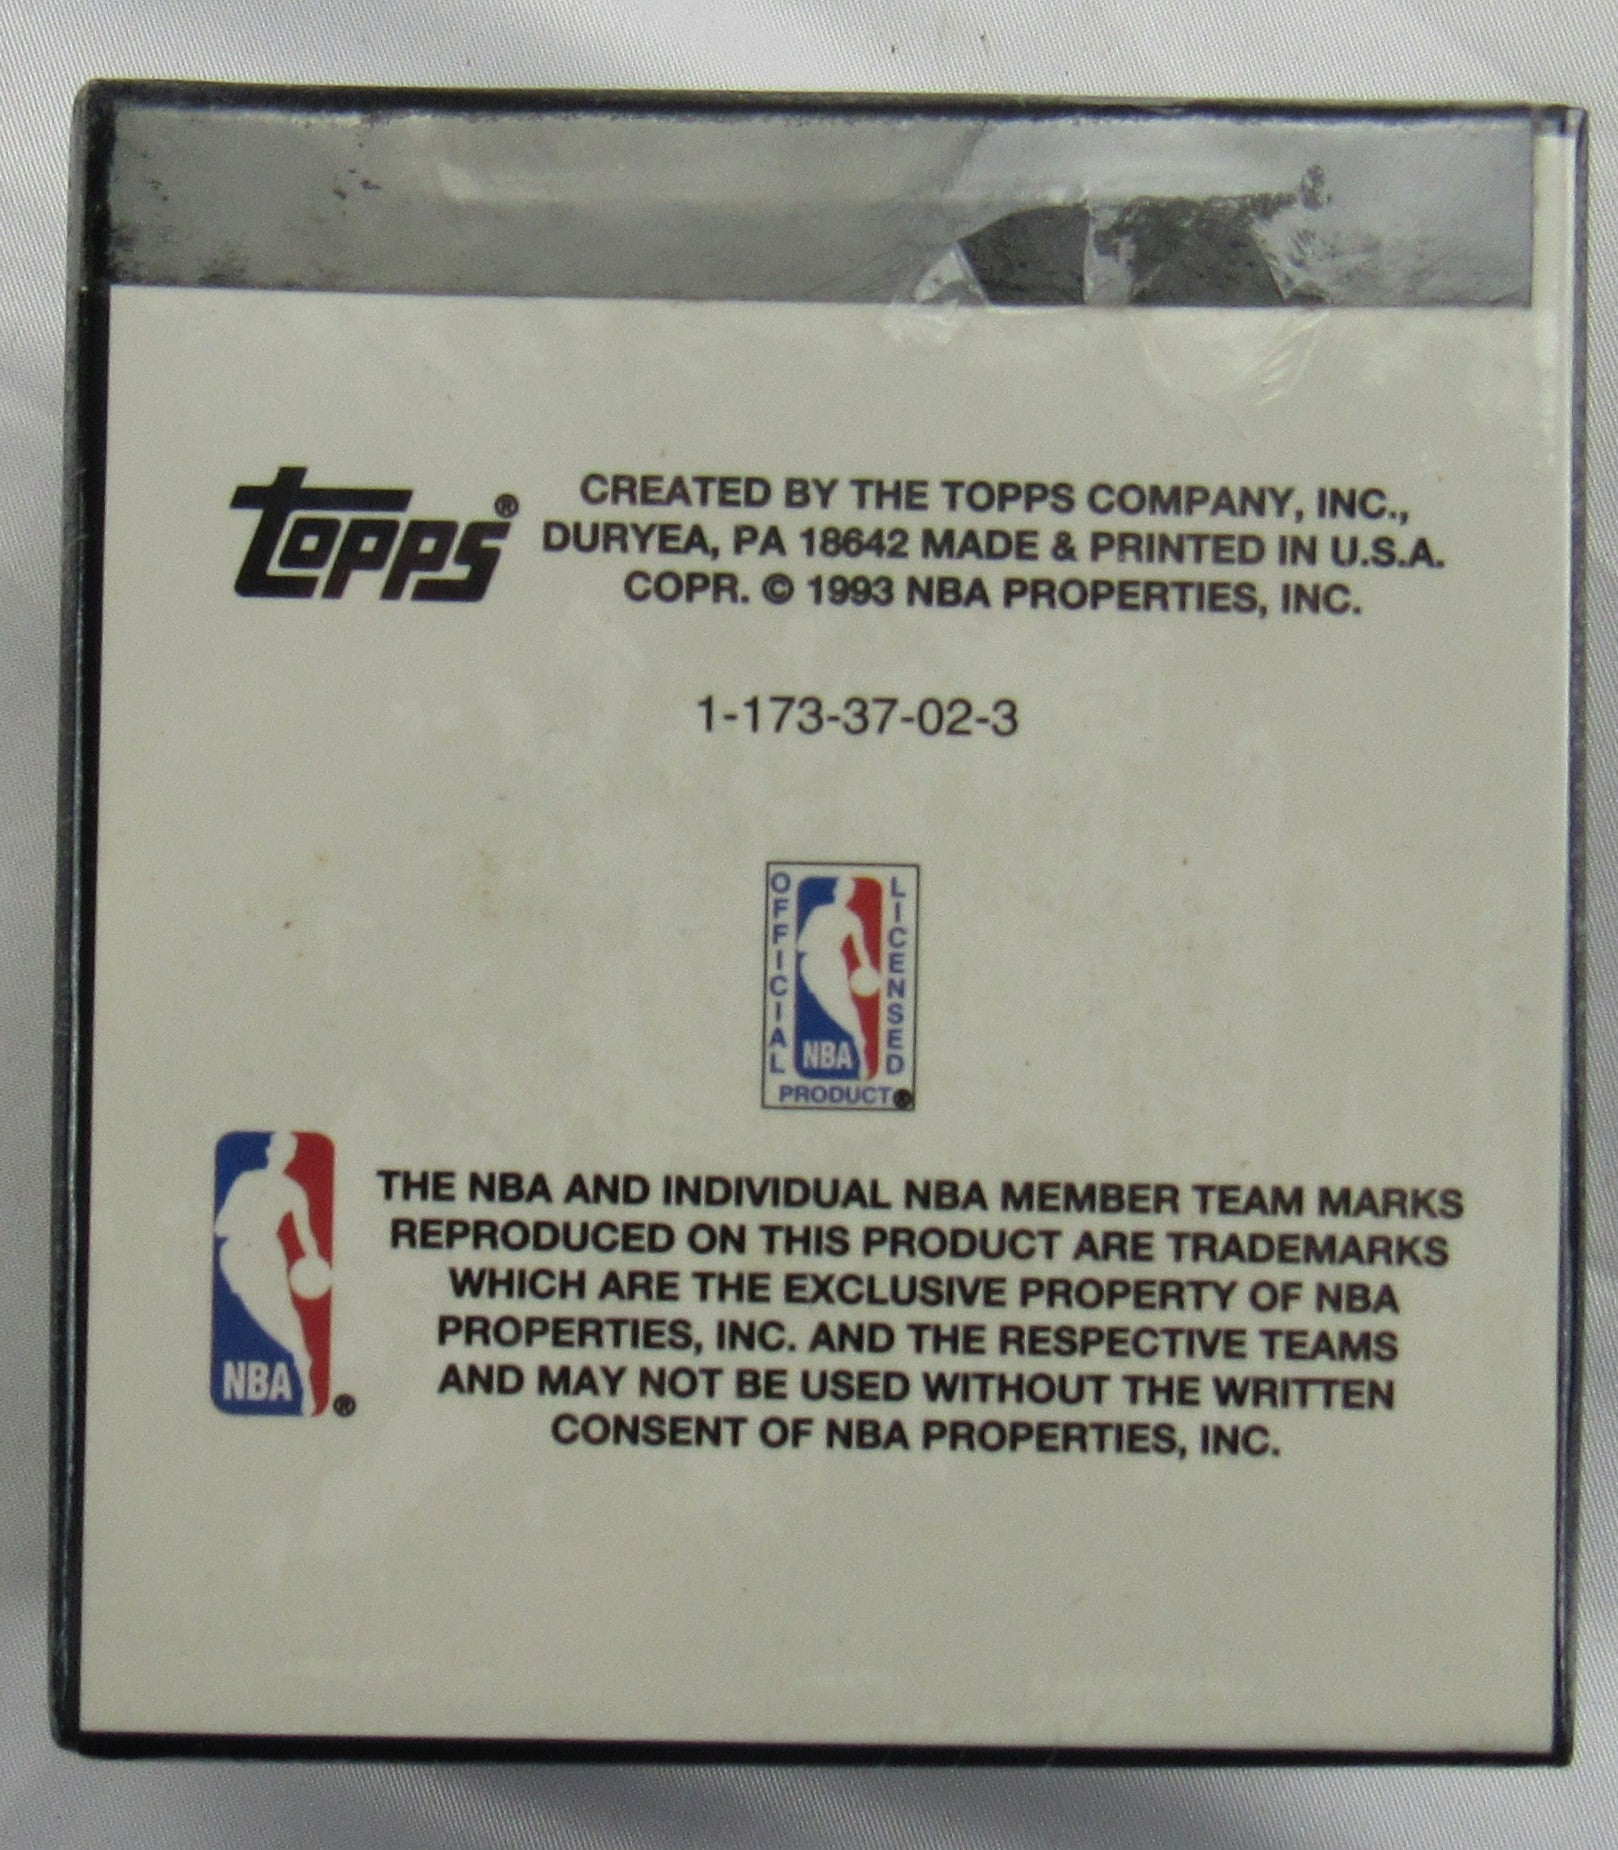 TOPPS®
CREATED BY THE TOPPS COMPANY, INC.,
DURYEA, PA 18642 MADE & PRINTED IN U.S.A.
COPR. © 1993 NBA PROPERTIES, INC.
1-173-37-02-3
OFFICIAL
NBA
LICENSED
PRODUCT®
NBA®
THE NBA AND INDIVIDUAL NBA MEMBER TEAM MARKS
REPRODUCED ON THIS PRODUCT ARE TRADEMARKS
WHICH ARE THE EXCLUSIVE PROPERTY OF NBA
PROPERTIES, INC. AND THE RESPECTIVE TEAMS
AND MAY NOT BE USED WITHOUT THE WRITTEN
CONSENT OF NBA PROPERTIES, INC.